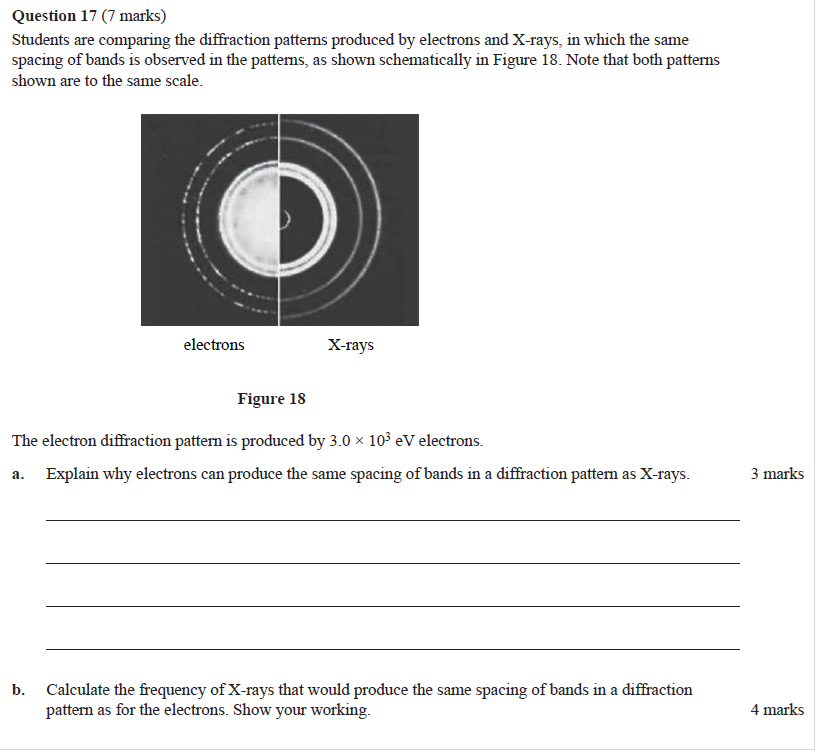 Question 17 (7 marks)
Students are comparing the diffraction patterns produced by electrons and X-rays, in which the same
spacing of bands is observed in the patterns, as shown schematically in Figure 18. Note that both patterns
shown are to the same scale.
electrons X-rays
Figure 18
The electron diffraction pattern is produced by 3.0 × 10³ eV electrons.
a. Explain why electrons can produce the same spacing of bands in a diffraction pattern as X-rays. 3 marks
b. Calculate the frequency of X-rays that would produce the same spacing of bands in a diffraction
pattern as for the electrons. Show your working. 4 marks